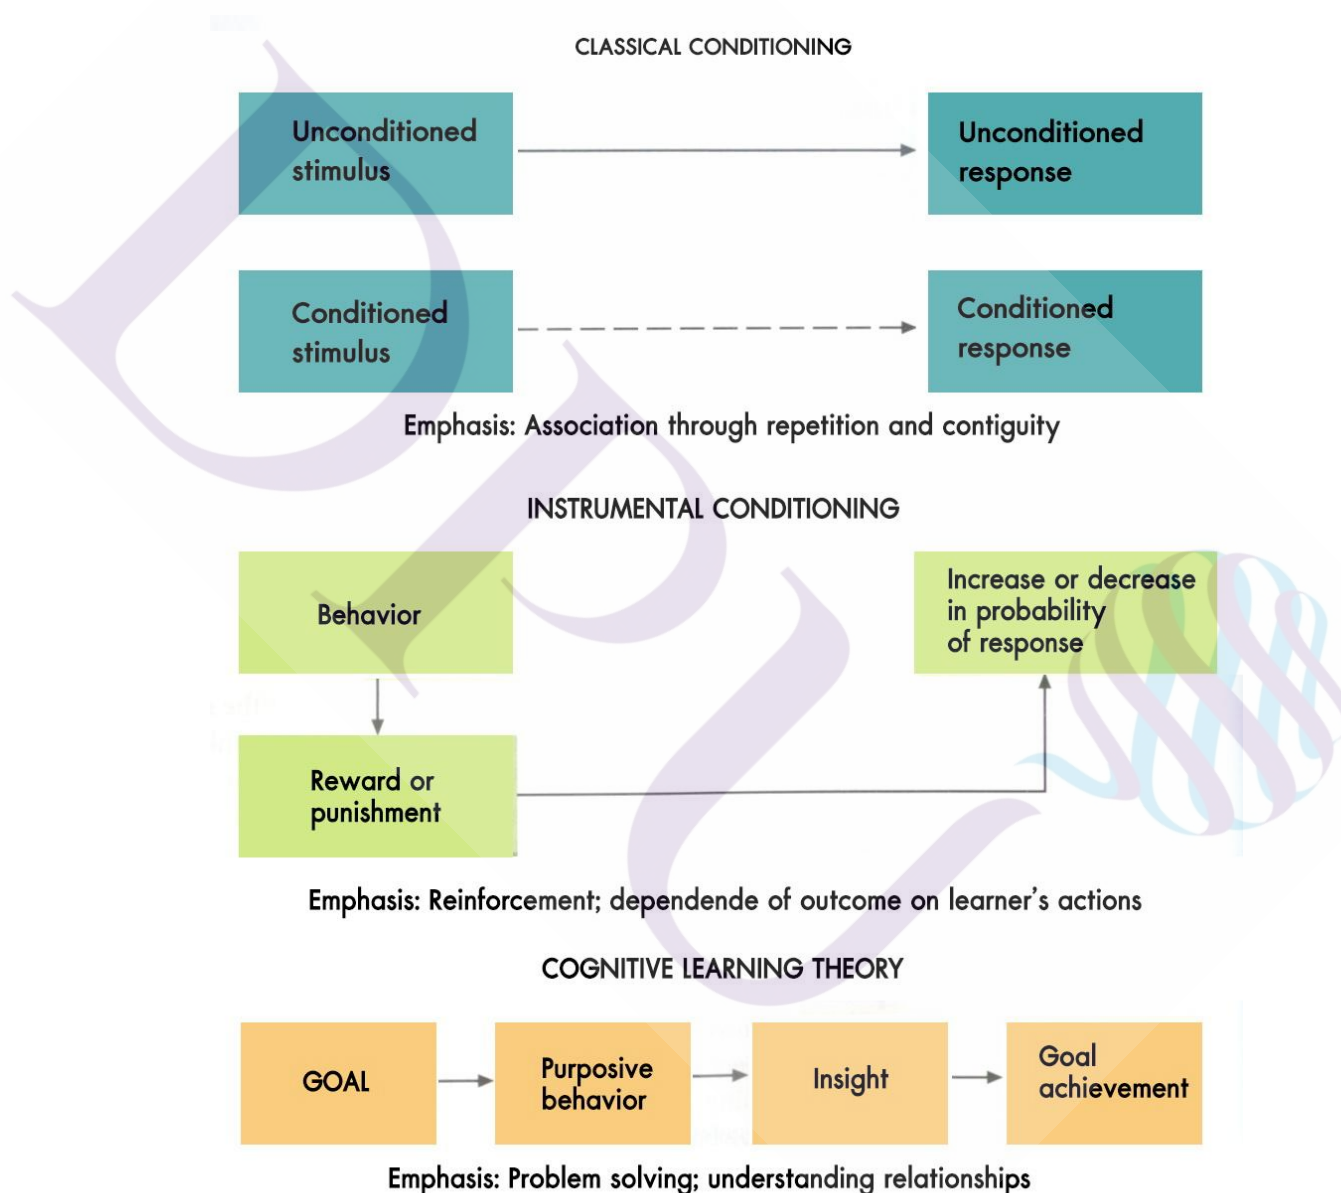 CLASSICAL CONDITIONING
Unconditioned
stimulus
Unconditioned
response
Conditioned
stimulus
Conditioned
response
Emphasis: Association through repetition and contiguity
INSTRUMENTAL CONDITIONING
Behavior
Increase or decrease
in probability
of response
Reward or
punishment
Emphasis: Reinforcement; dependende of outcome on learner's actions
COGNITIVE LEARNING THEORY
GOAL
Purposive
behavior
Insight
Goal
achievement
Emphasis: Problem solving; understanding relationships
DPU